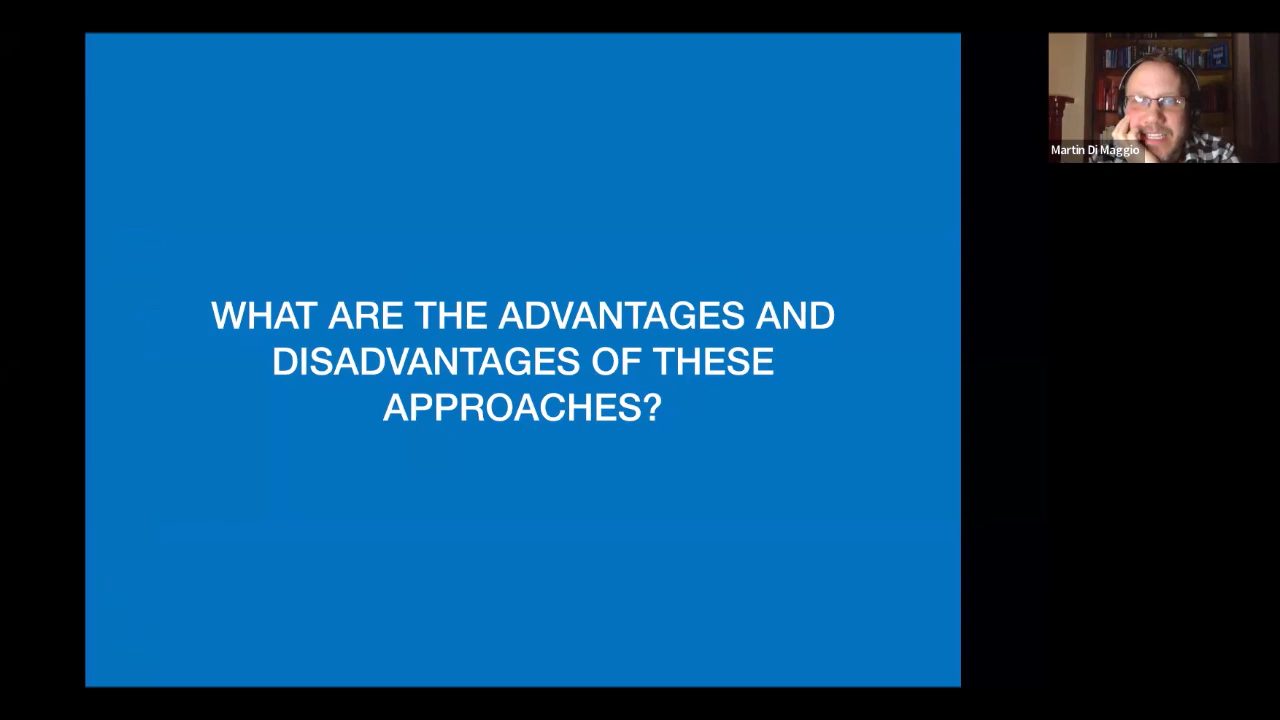 WHAT ARE THE ADVANTAGES AND
DISADVANTAGES OF THESE
APPROACHES?
Martin Di Maggio